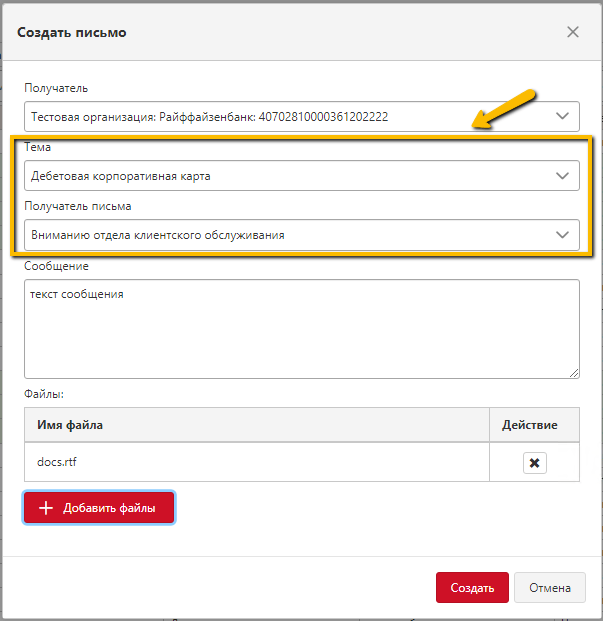 Создать письмо
Получатель
Тестовая организация: Райффайзенбанк: 40702810000361202222
Тема
Дебетовая корпоративная карта
Получатель письма
Вниманию отдела клиентского обслуживания
Сообщение
текст сообщения
Файлы:
Имя файла Действие
docs.rtf
Добавить файлы
Создать Отмена